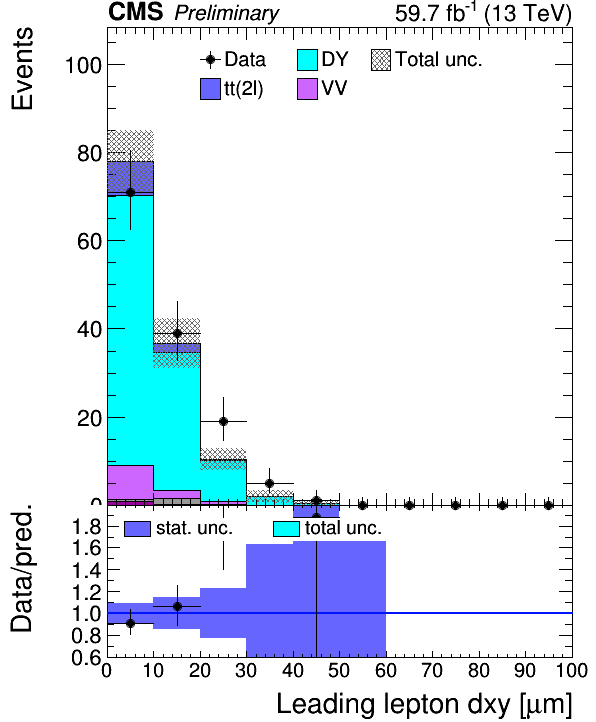 CMS Preliminary 59.7 fb-1 (13 TeV)
Events
Data DY Total unc.
tt(2l) VV
100
80
60
40
20
0
Data/pred.
stat. unc. total unc.
1.8
1.6
1.4
1.2
1.0
0.8
0.6
0 10 20 30 40 50 60 70 80 90 100
Leading lepton dxy [μm]